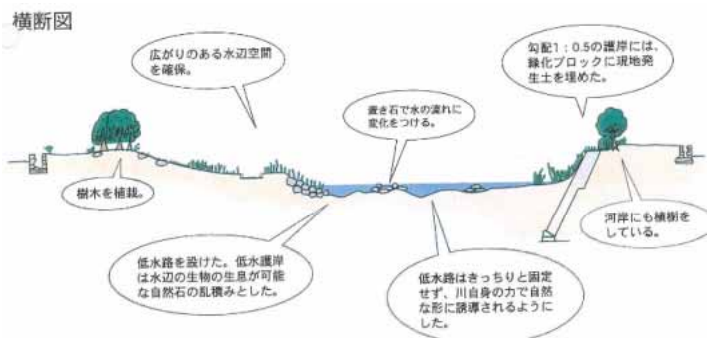 横断図
広がりのある水辺空間
を確保。
勾配1：0.5の護岸には、
緑化ブロックに現地発
生土を埋めた。
置き石で水の流れに
変化をつける。
樹木を植栽。
河岸にも植樹を
している。
低水路を設けた。低水護岸
は水辺の生物の生息が可能
な自然石の乱積みとした。
低水路はきっちりと固定
せず、川自身の力で自然
な形に誘導されるように
した。